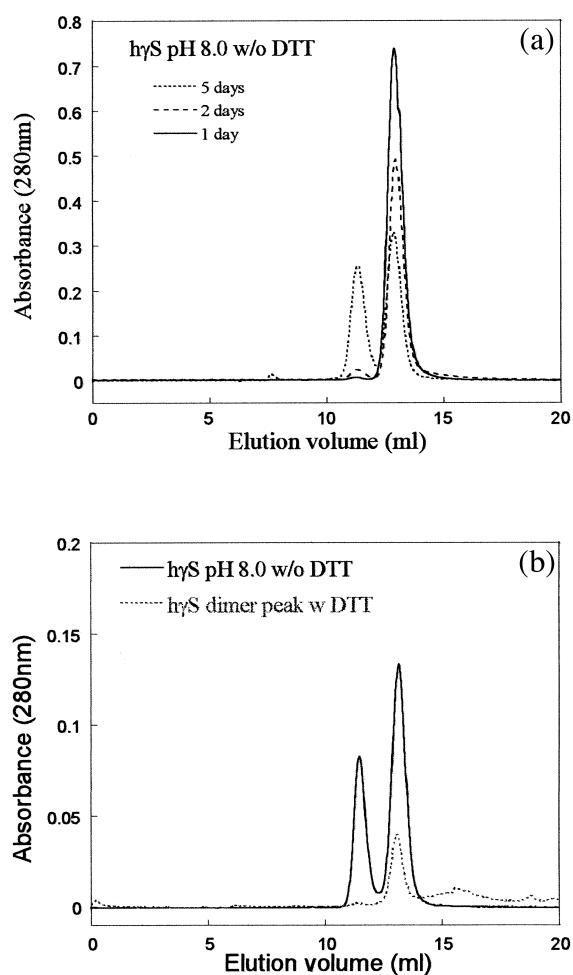 (a)
hγS pH 8.0 w/o DTT
5 days
2 days
1 day
0.8
0.7
0.6
0.5
0.4
0.3
0.2
0.1
0
Absorbance (280nm)
0 5 10 15 20
Elution volume (ml)
(b)
hγS pH 8.0 w/o DTT
hγS dimer peak w DTT
0.2
0.15
0.1
0.05
0
Absorbance (280nm)
0 5 10 15 20
Elution volume (ml)